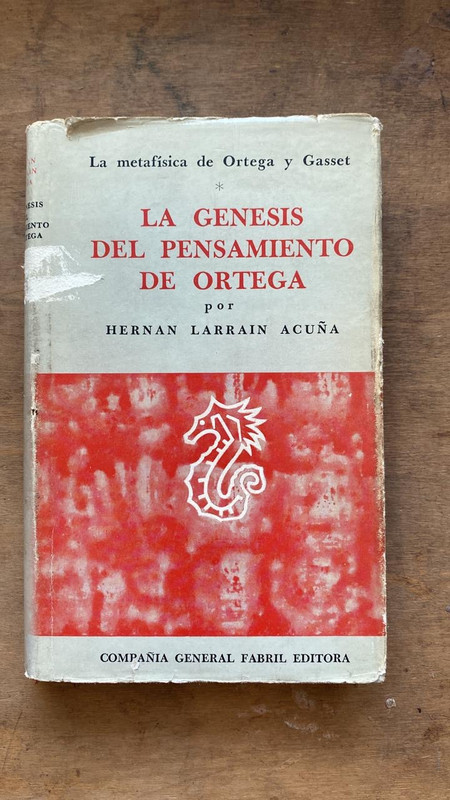 La metafísica de Ortega y Gasset
*
LA GENESIS
DEL PENSAMIENTO
DE ORTEGA
por
HERNAN LARRAIN ACUÑA
COMPAÑIA GENERAL FABRIL EDITORA